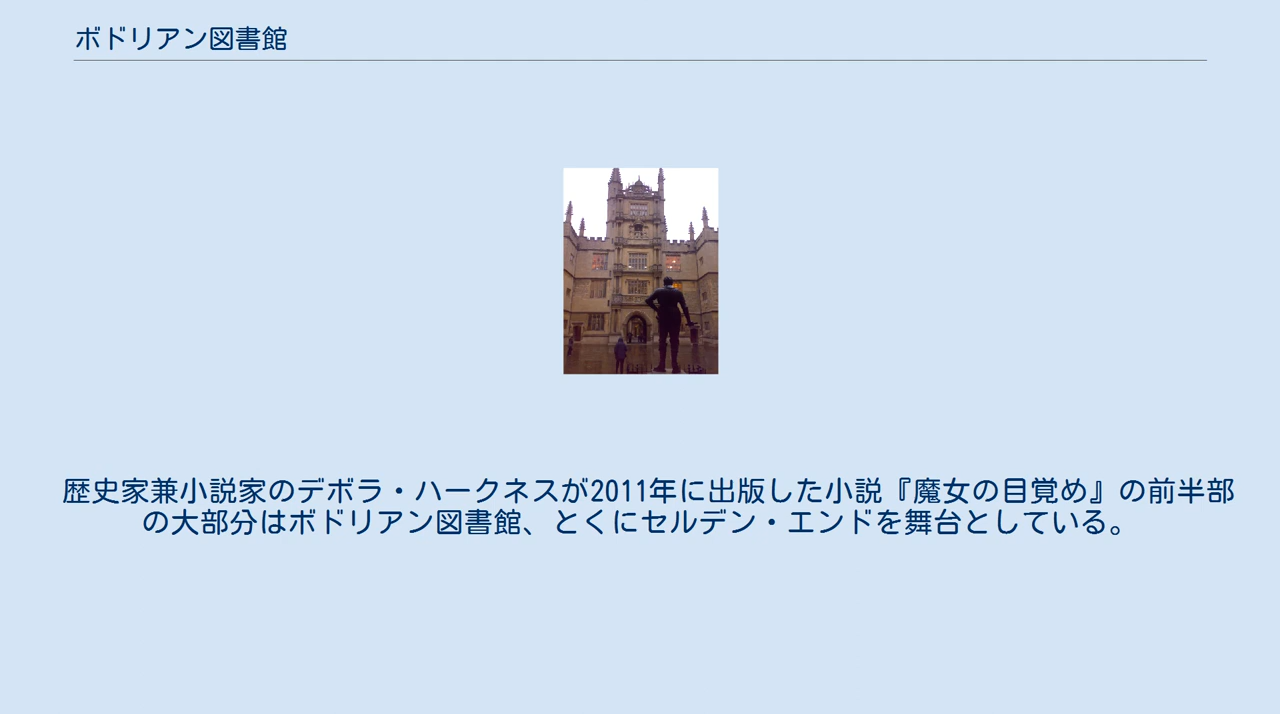 ボドリアン図書館
歴史家兼小説家のデボラ・ハークネスが2011年に出版した小説『魔女の目覚め』の前半部
の大部分はボドリアン図書館、とくにセルデン・エンドを舞台としている。